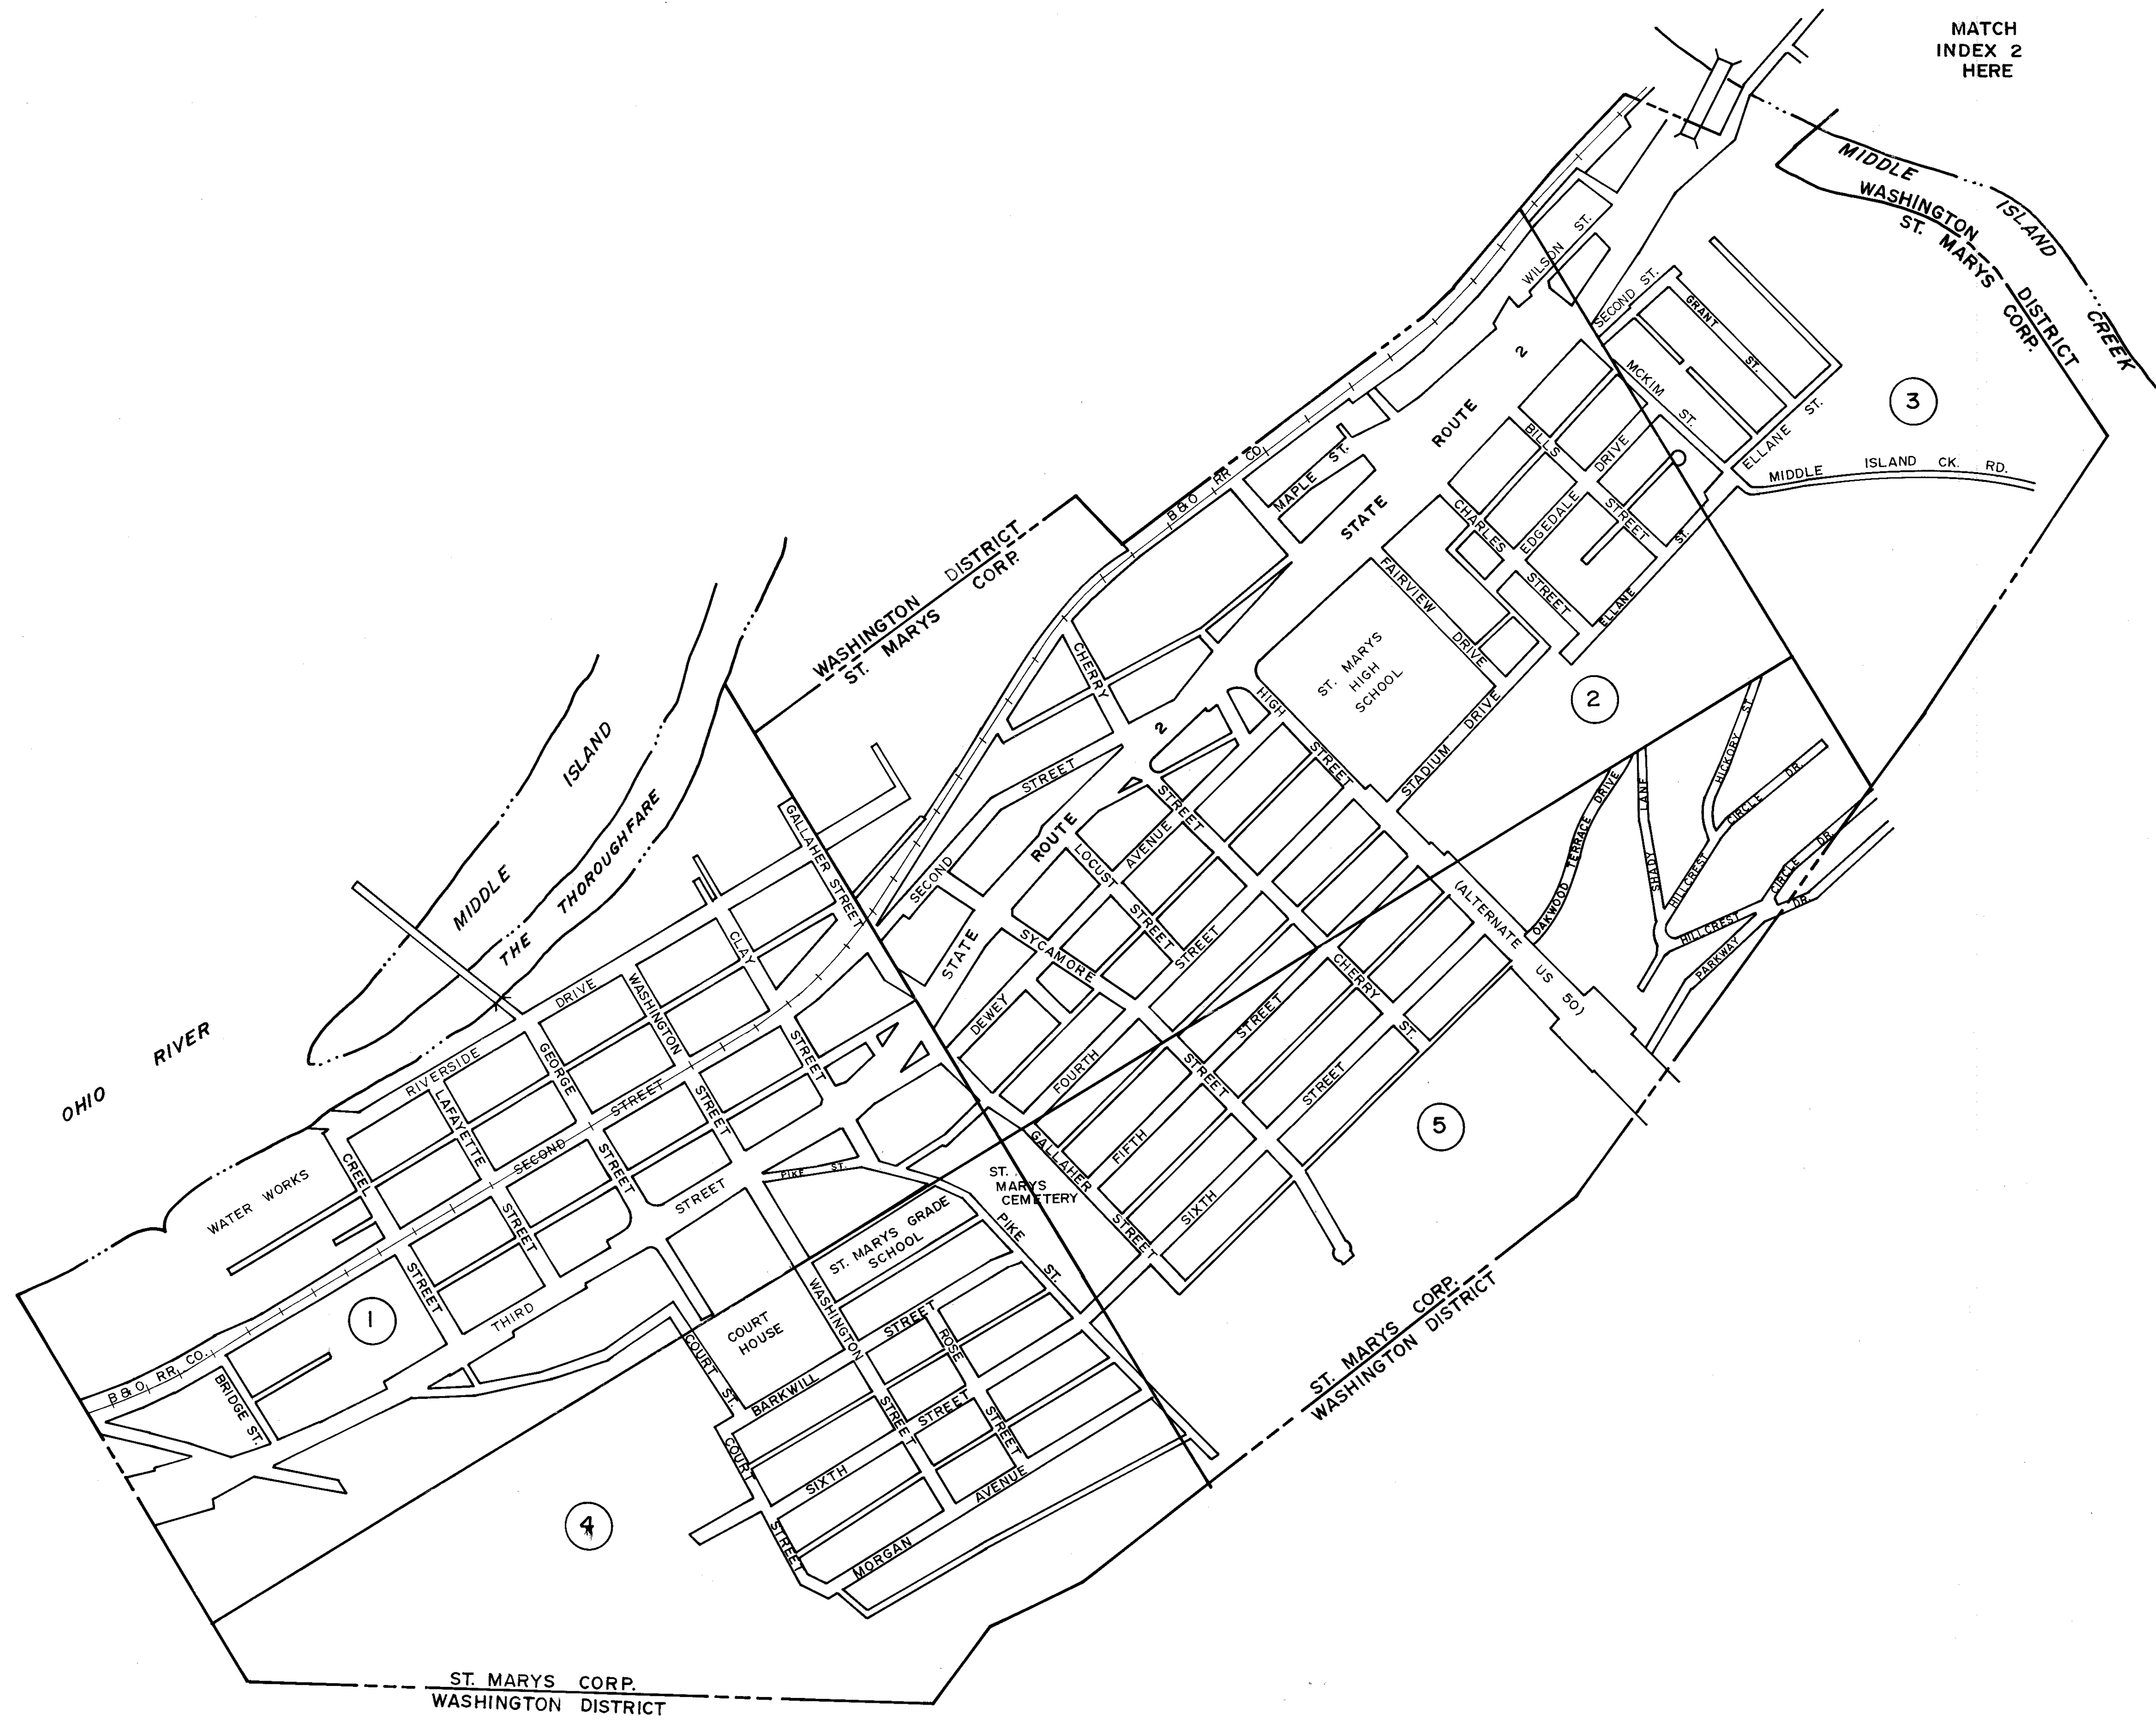 MATCH
INDEX 2
HERE
MIDDLE ISLAND CREEK
WASHINGTON DISTRICT
ST. MARYS CORP.
WILSON ST.
SECOND ST.
GRANT ST.
MCKIM ST.
ELLANE ST.
3
MIDDLE ISLAND CK. RD.
STATE ROUTE 2
BILLS STREET
EDGEDALE DRIVE
CHARLES STREET
ELLANE ST.
FAIRVIEW DRIVE
MAPLE ST.
B & O RR CO.
WASHINGTON DISTRICT
ST. MARYS CORP.
ST. MARYS
HIGH
SCHOOL
2
STADIUM DRIVE
HIGH STREET
(ALTERNATE US 50)
CHERRY STREET
CHERRY ST.
SECOND STREET
STATE ROUTE 2
LOCUST STREET
SYCAMORE STREET
DEWEY AVENUE
FOURTH STREET
FIFTH STREET
SIXTH STREET
GALLAHER STREET
OAKWOOD TERRACE DRIVE
SHADY LANE
HICKORY ST.
HILLCREST CIRCLE DR.
HILLCREST CIRCLE DR.
PARKWAY DR.
5
OHIO RIVER
MIDDLE ISLAND
THE THOROUGHFARE
RIVERSIDE DRIVE
GALLAHER STREET
CLAY STREET
WASHINGTON STREET
GEORGE STREET
LAFAYETTE STREET
CREEL STREET
SECOND STREET
THIRD STREET
WATER WORKS
B & O RR. CO.
BRIDGE ST.
1
PIKE ST.
ST.
MARYS
CEMETERY
PIKE ST.
ST. MARYS GRADE
SCHOOL
COURT
HOUSE
COURT ST.
WASHINGTON STREET
BARKWILL STREET
ROSE STREET
SIXTH STREET
COURT STREET
MORGAN AVENUE
4
ST. MARYS CORP.
WASHINGTON DISTRICT
ST. MARYS CORP.
WASHINGTON DISTRICT